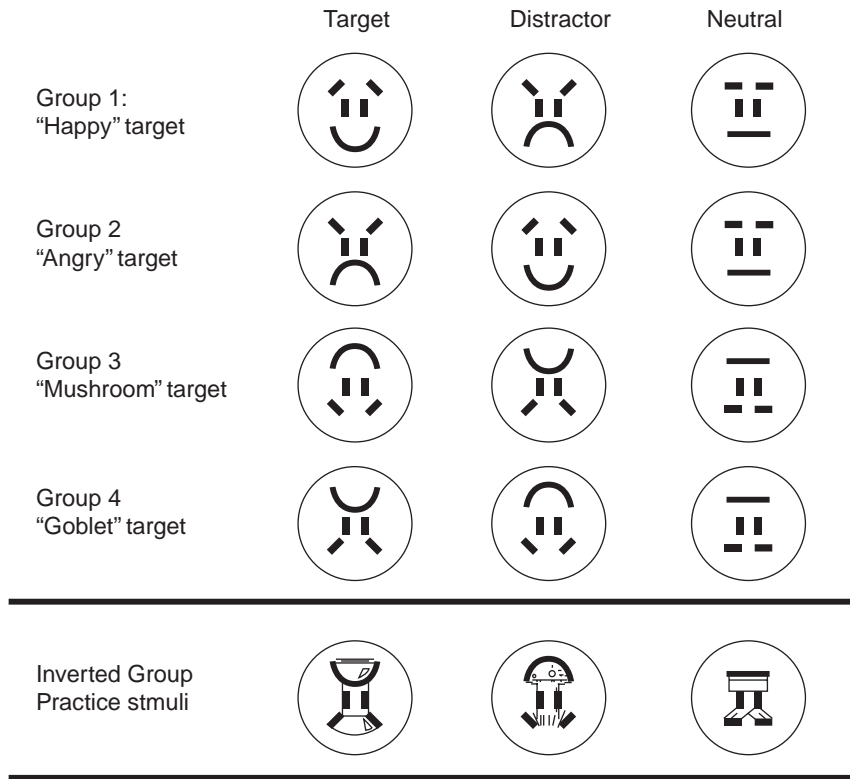 Target Distractor Neutral
Group 1:
“Happy” target
Group 2
“Angry” target
Group 3
“Mushroom” target
Group 4
“Goblet” target
Inverted Group
Practice stmuli